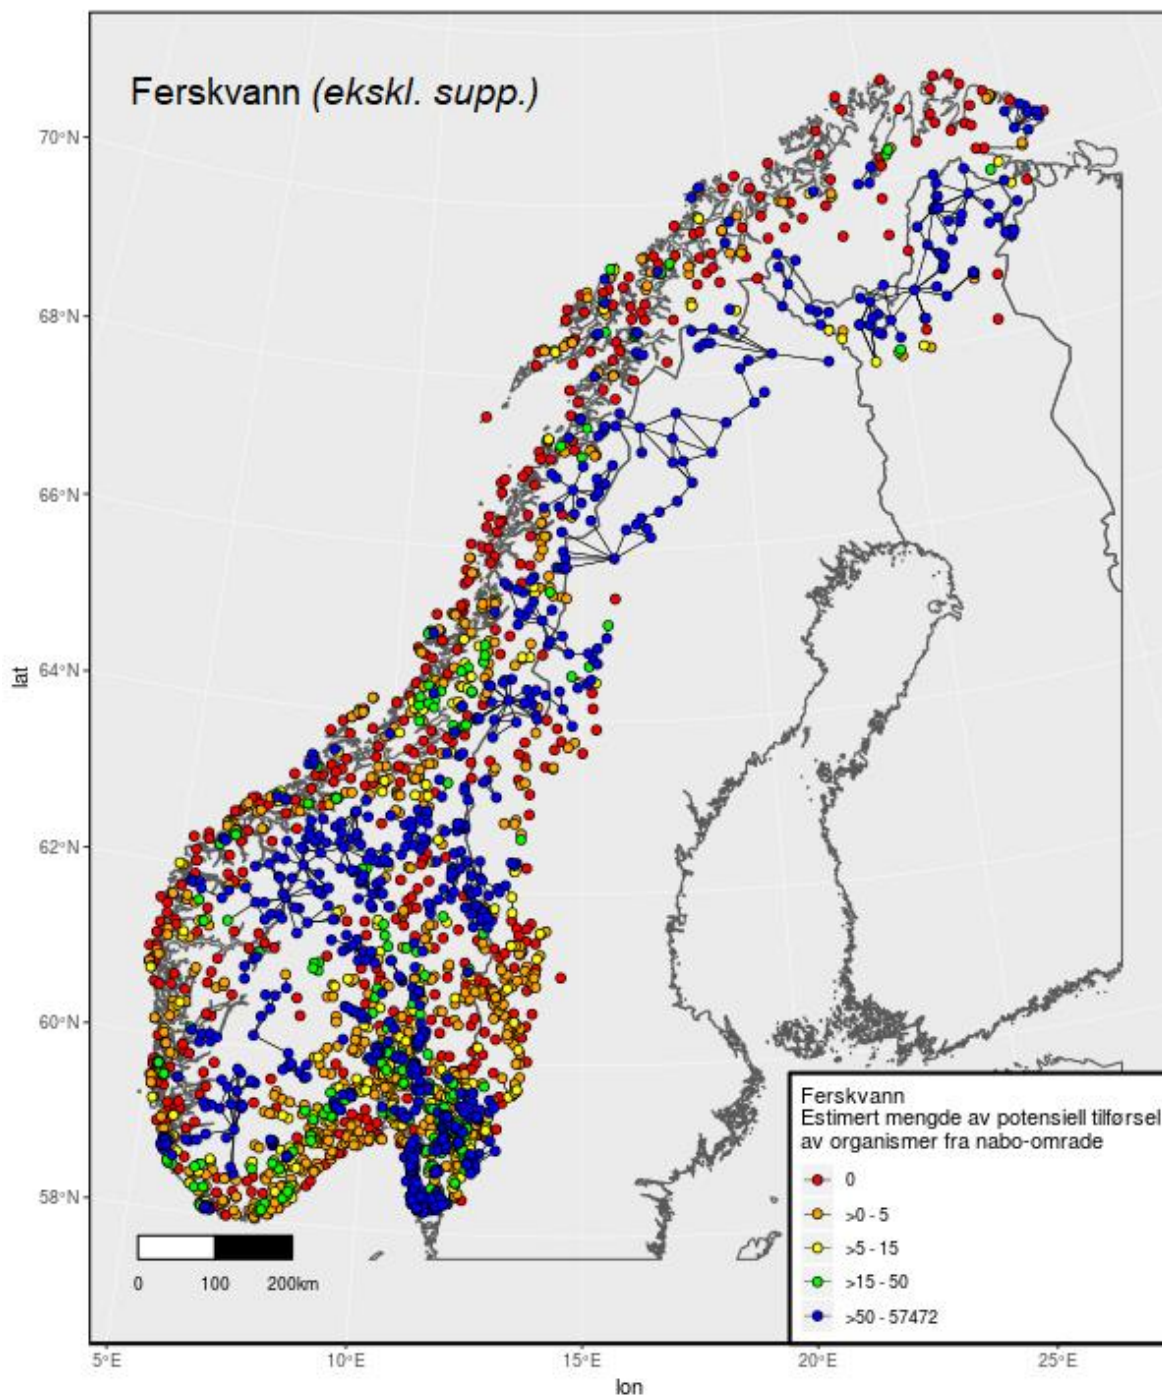 Ferskvann (ekskl. supp.)
70°N
68°N
66°N
64°N
62°N
60°N
58°N
lat
0 100 200km
Ferskvann
Estimert mengde av potensiell tilførsel
av organismer fra nabo-omrade
0
>0 - 5
>5 - 15
>15 - 50
>50 - 57472
5°E 10°E 15°E 20°E 25°E
lon